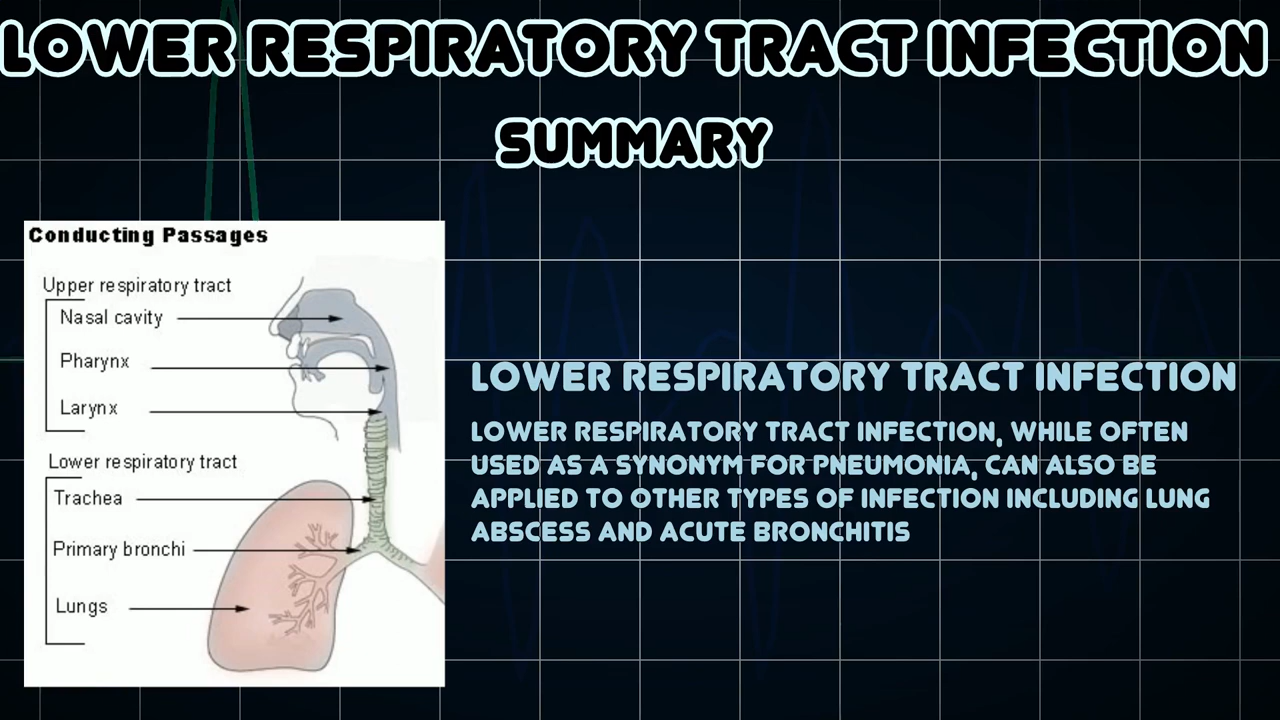 LOWER RESPIRATORY TRACT INFECTION
SUMMARY
Conducting Passages
Upper respiratory tract
Nasal cavity
Pharynx
Larynx
Lower respiratory tract
Trachea
Primary bronchi
Lungs
LOWER RESPIRATORY TRACT INFECTION
LOWER RESPIRATORY TRACT INFECTION, WHILE OFTEN
USED AS A SYNONYM FOR PNEUMONIA, CAN ALSO BE
APPLIED TO OTHER TYPES OF INFECTION INCLUDING LUNG
ABSCESS AND ACUTE BRONCHITIS